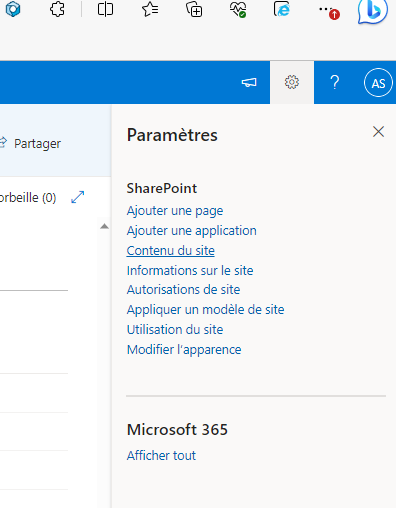 ?
AS
Paramètres
Partager
SharePoint
orbeille (0)
Ajouter une page
Ajouter une application
Contenu du site
Informations sur le site
Autorisations de site
Appliquer un modèle de site
Utilisation du site
Modifier l'apparence
Microsoft 365
Afficher tout